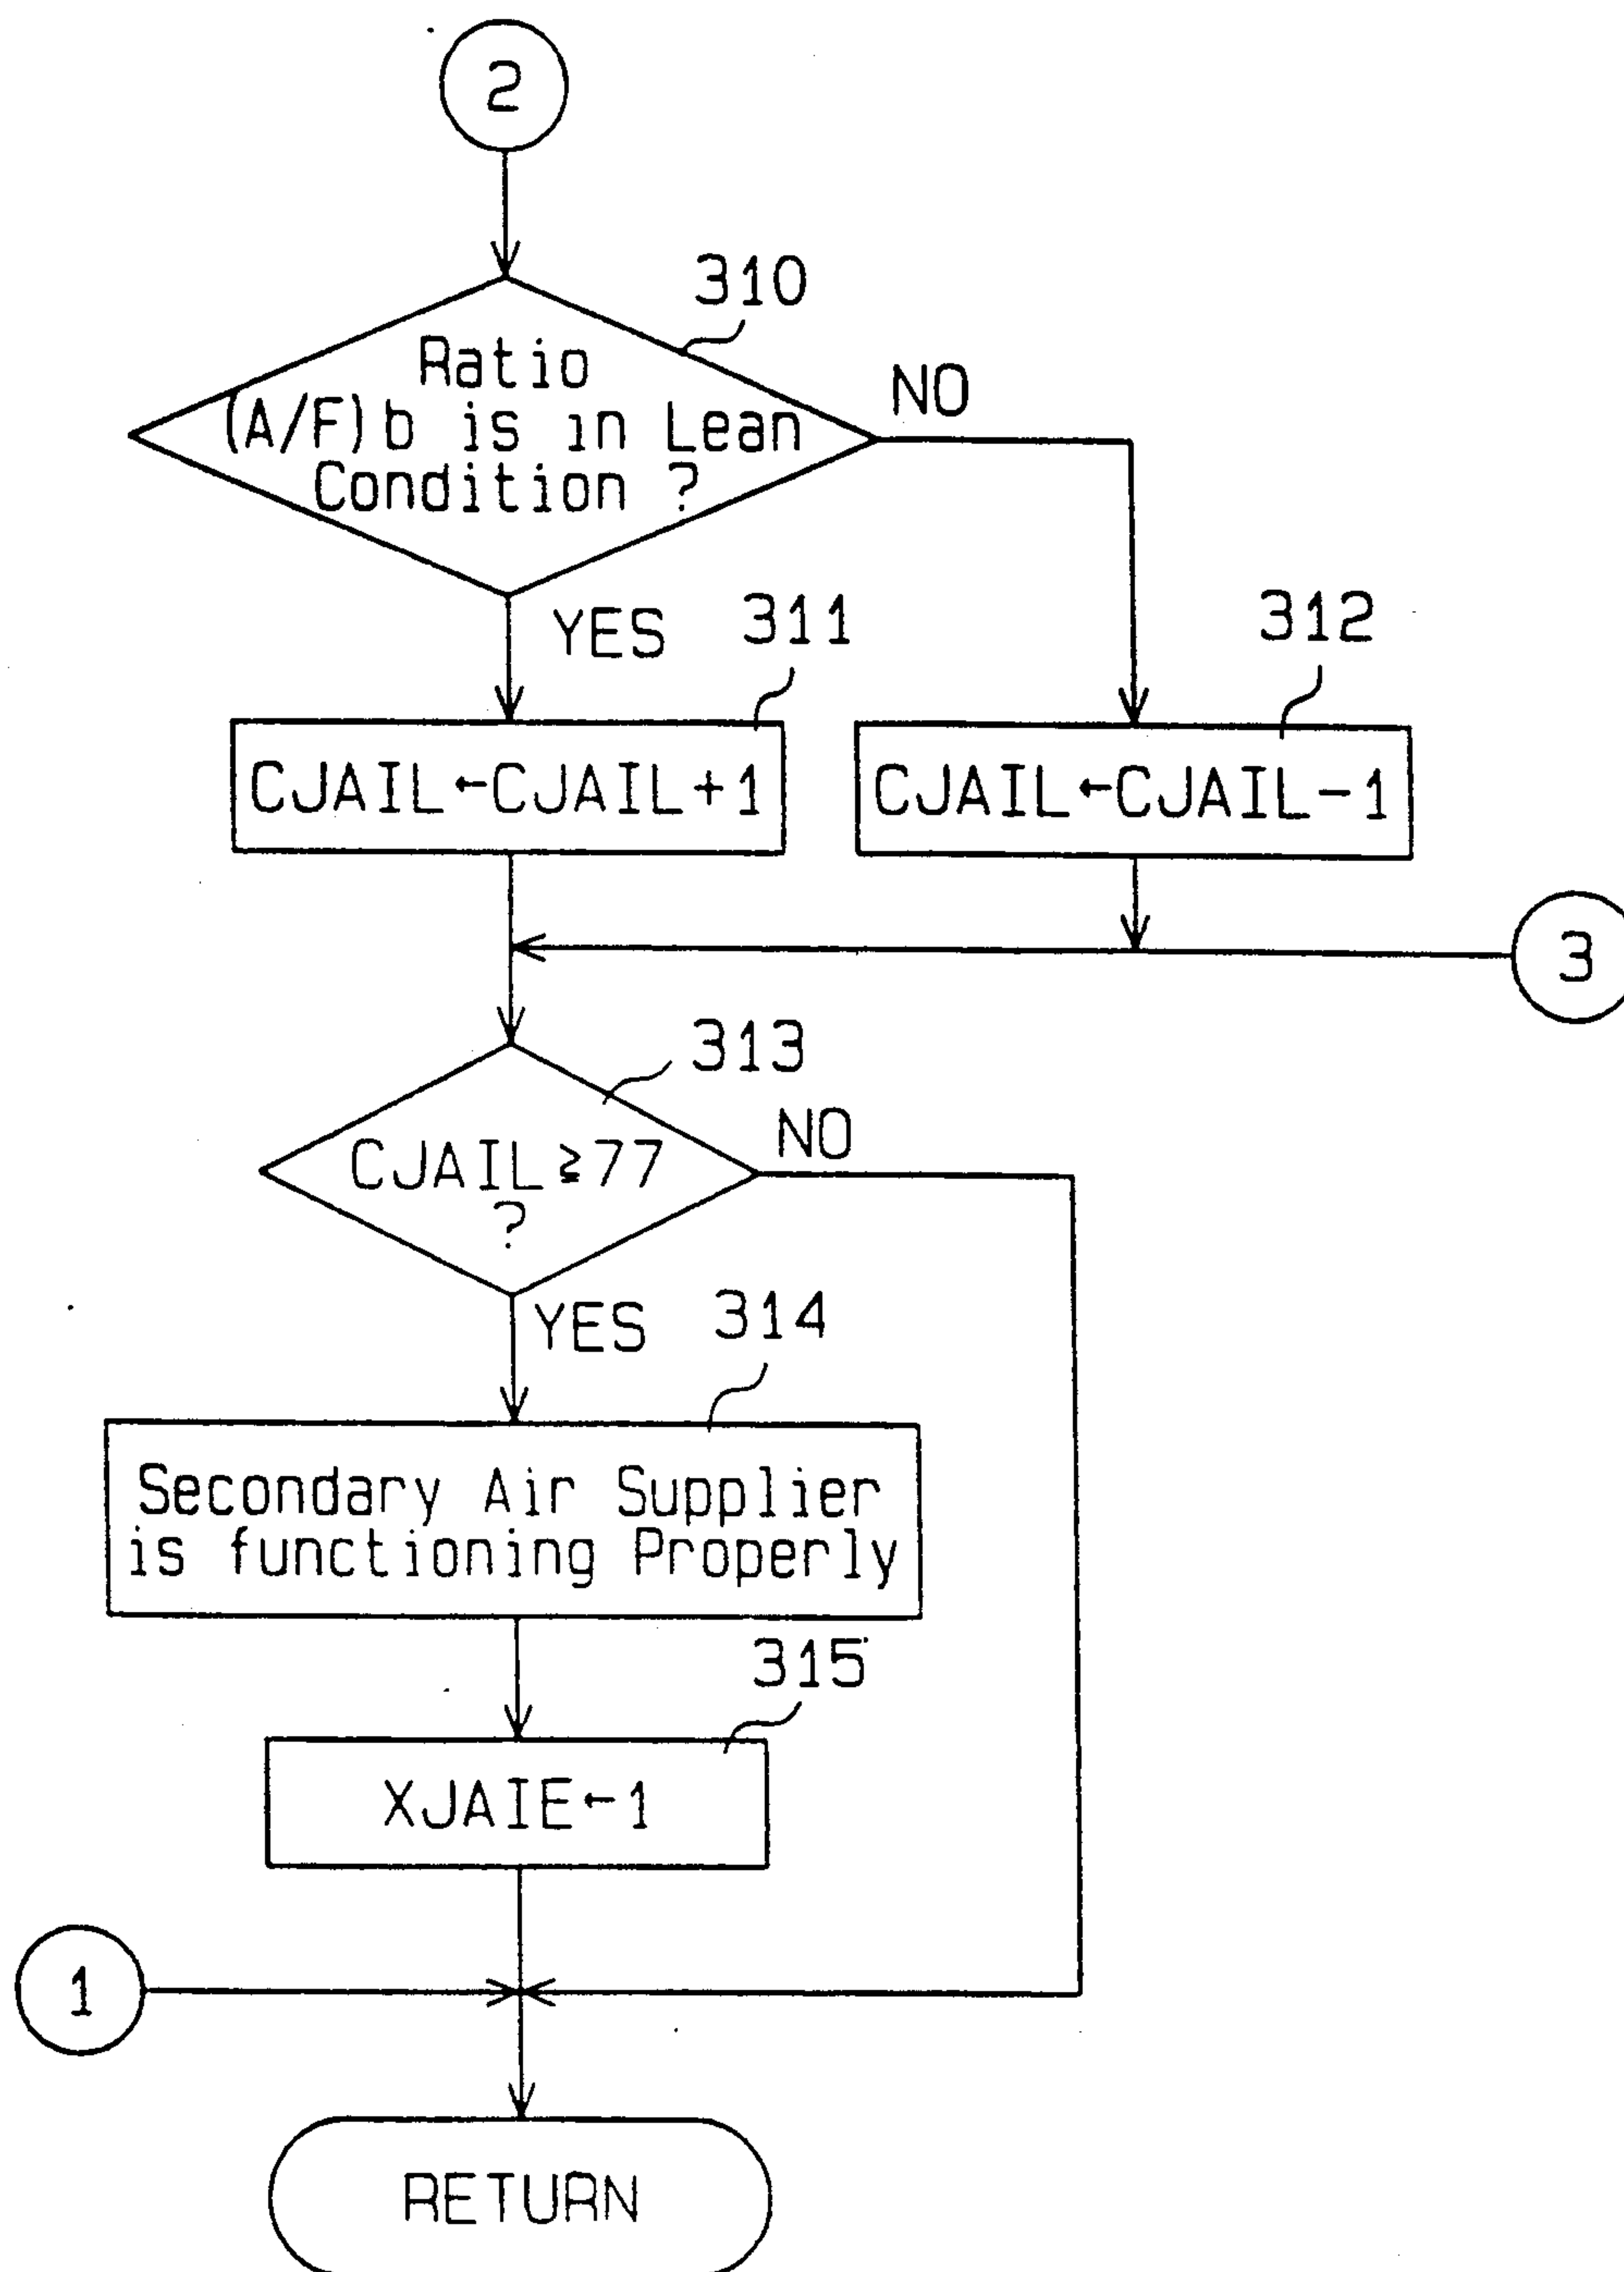 2
310
Ratio
(A/F)b is in Lean
Condition ?
NO
YES
311
312
CJAIL←CJAIL+1
CJAIL←CJAIL-1
3
313
CJAIL≧77
?
NO
YES
314
Secondary Air Supplier
is functioning Properly
315
XJAIE←1
1
RETURN